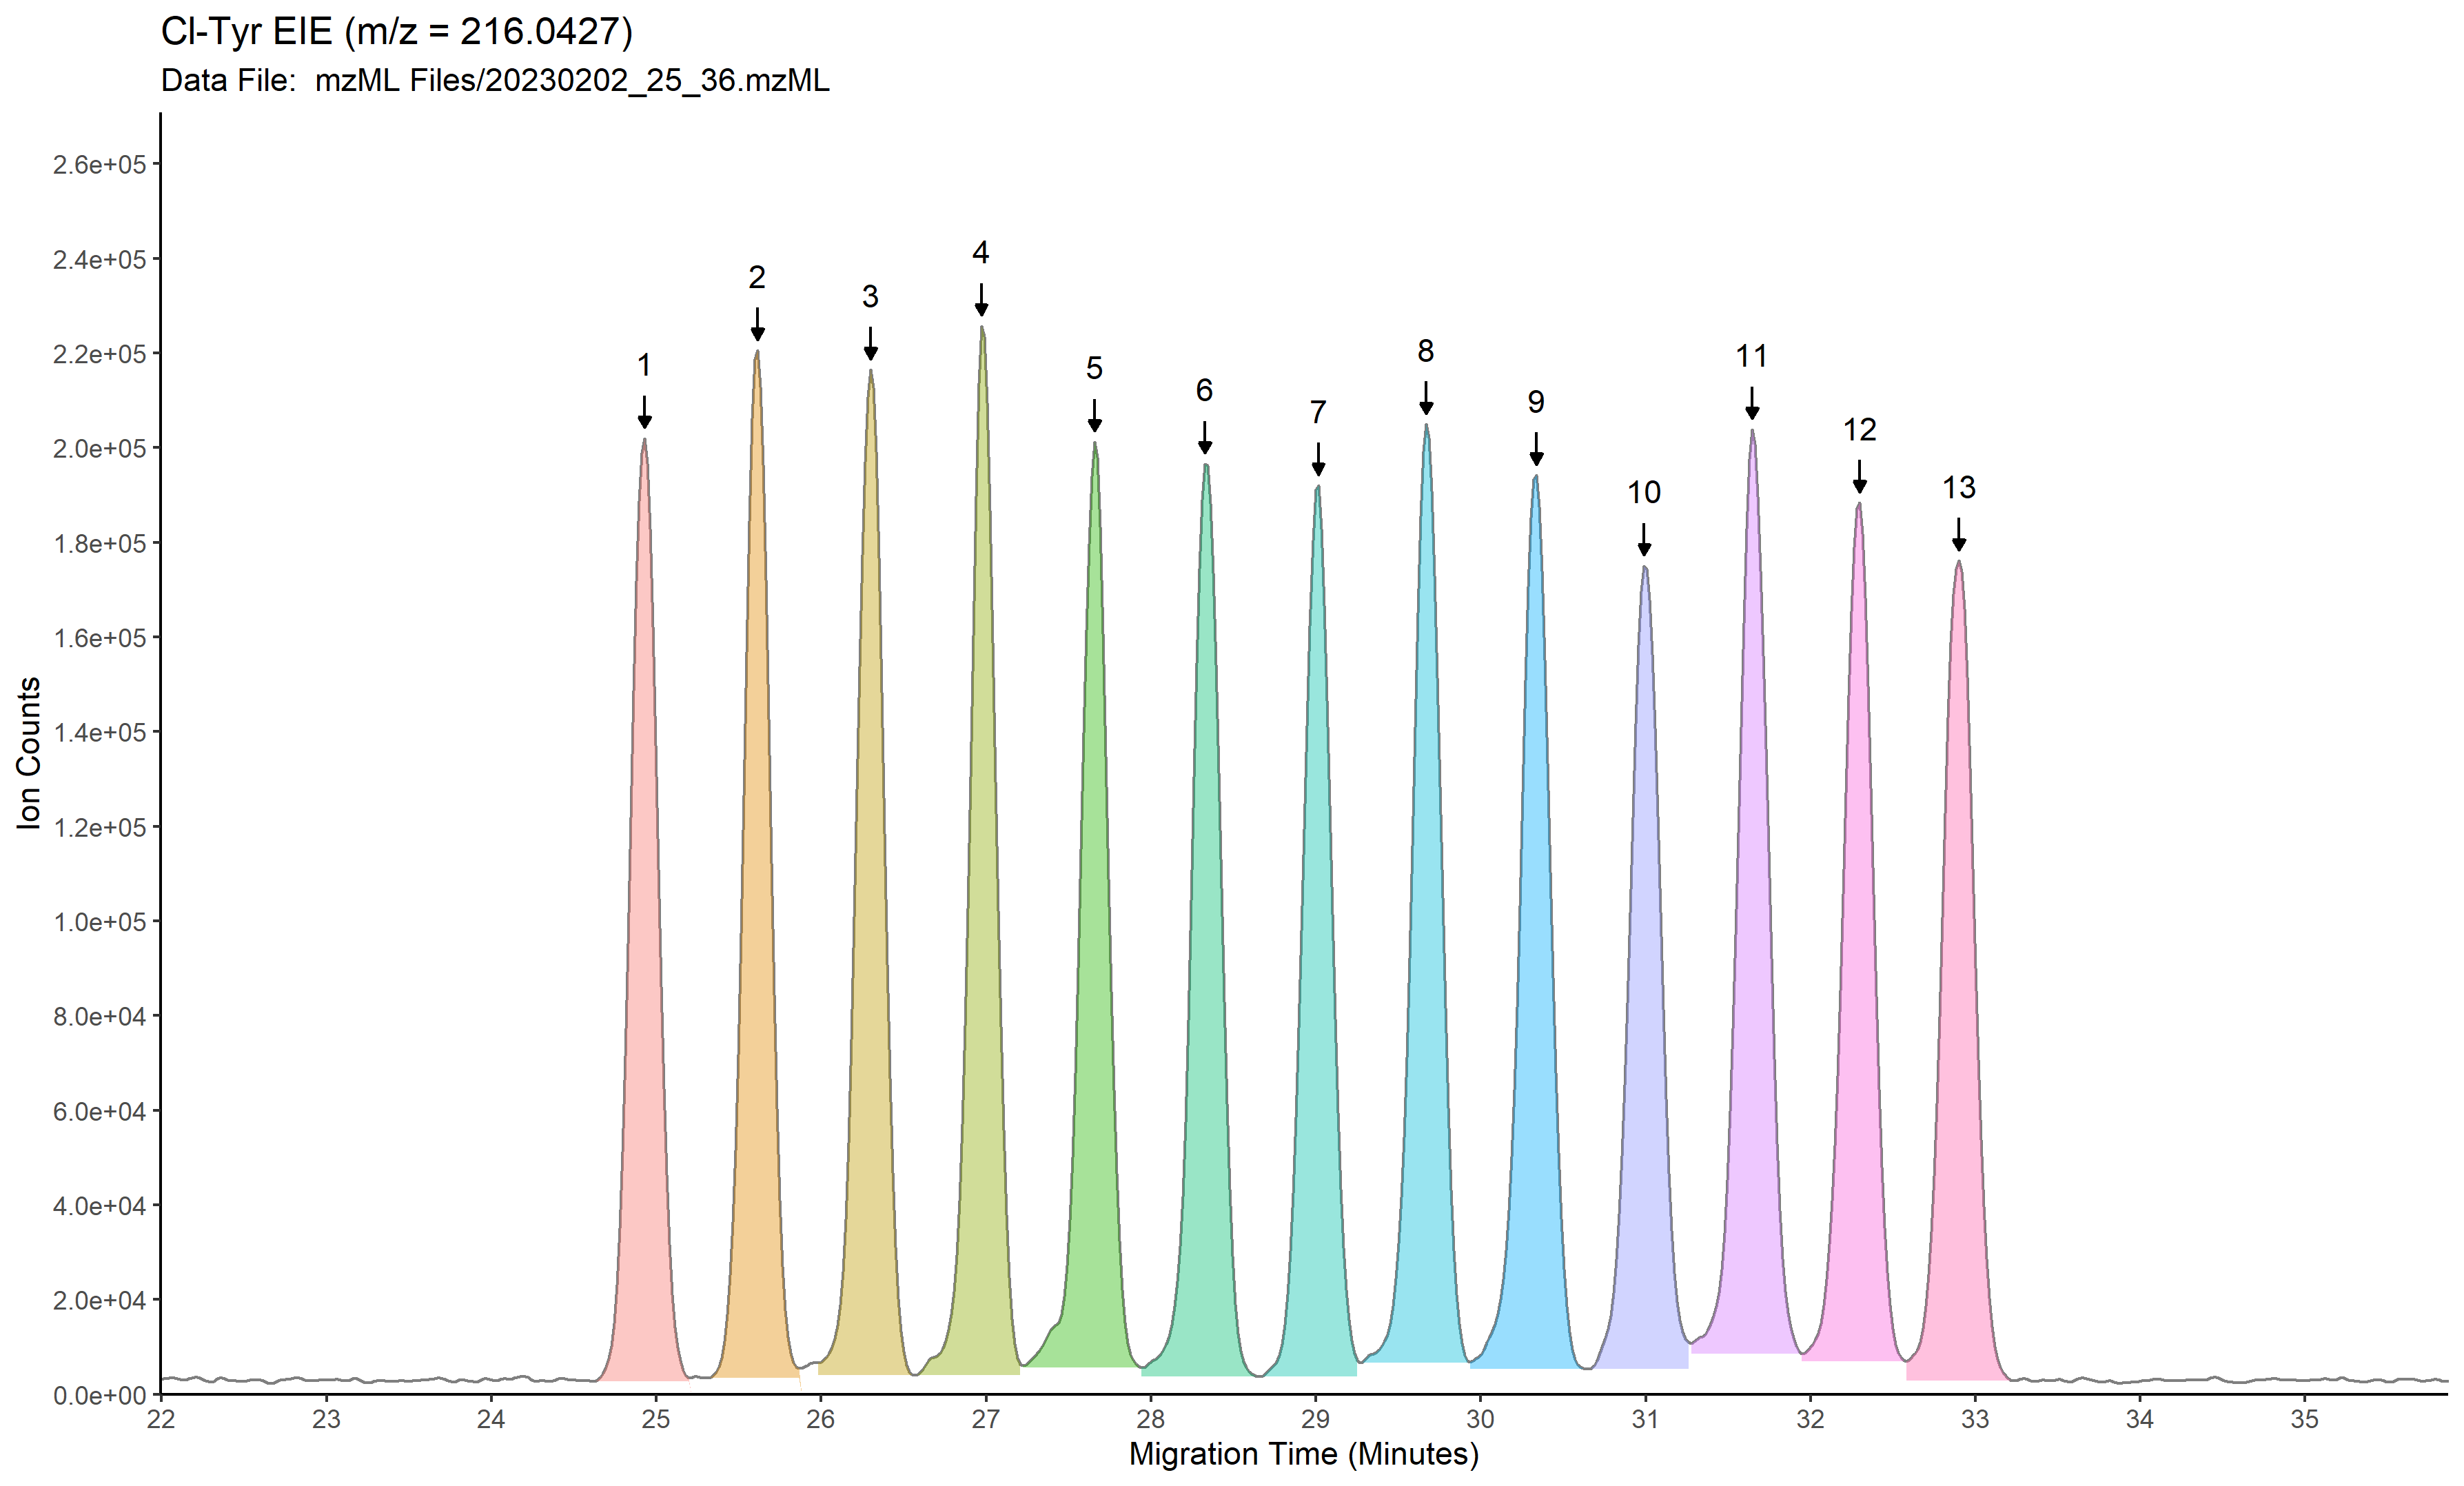 Cl-Tyr EIE (m/z = 216.0427)
Data File:  mzML Files/20230202_25_36.mzML
2.6e+05
2.4e+05
2.2e+05
2.0e+05
1.8e+05
1.6e+05
1.4e+05
1.2e+05
1.0e+05
8.0e+04
6.0e+04
4.0e+04
2.0e+04
0.0e+00
Ion Counts
1
2
3
4
5
6
7
8
9
10
11
12
13
22 23 24 25 26 27 28 29 30 31 32 33 34 35
Migration Time (Minutes)